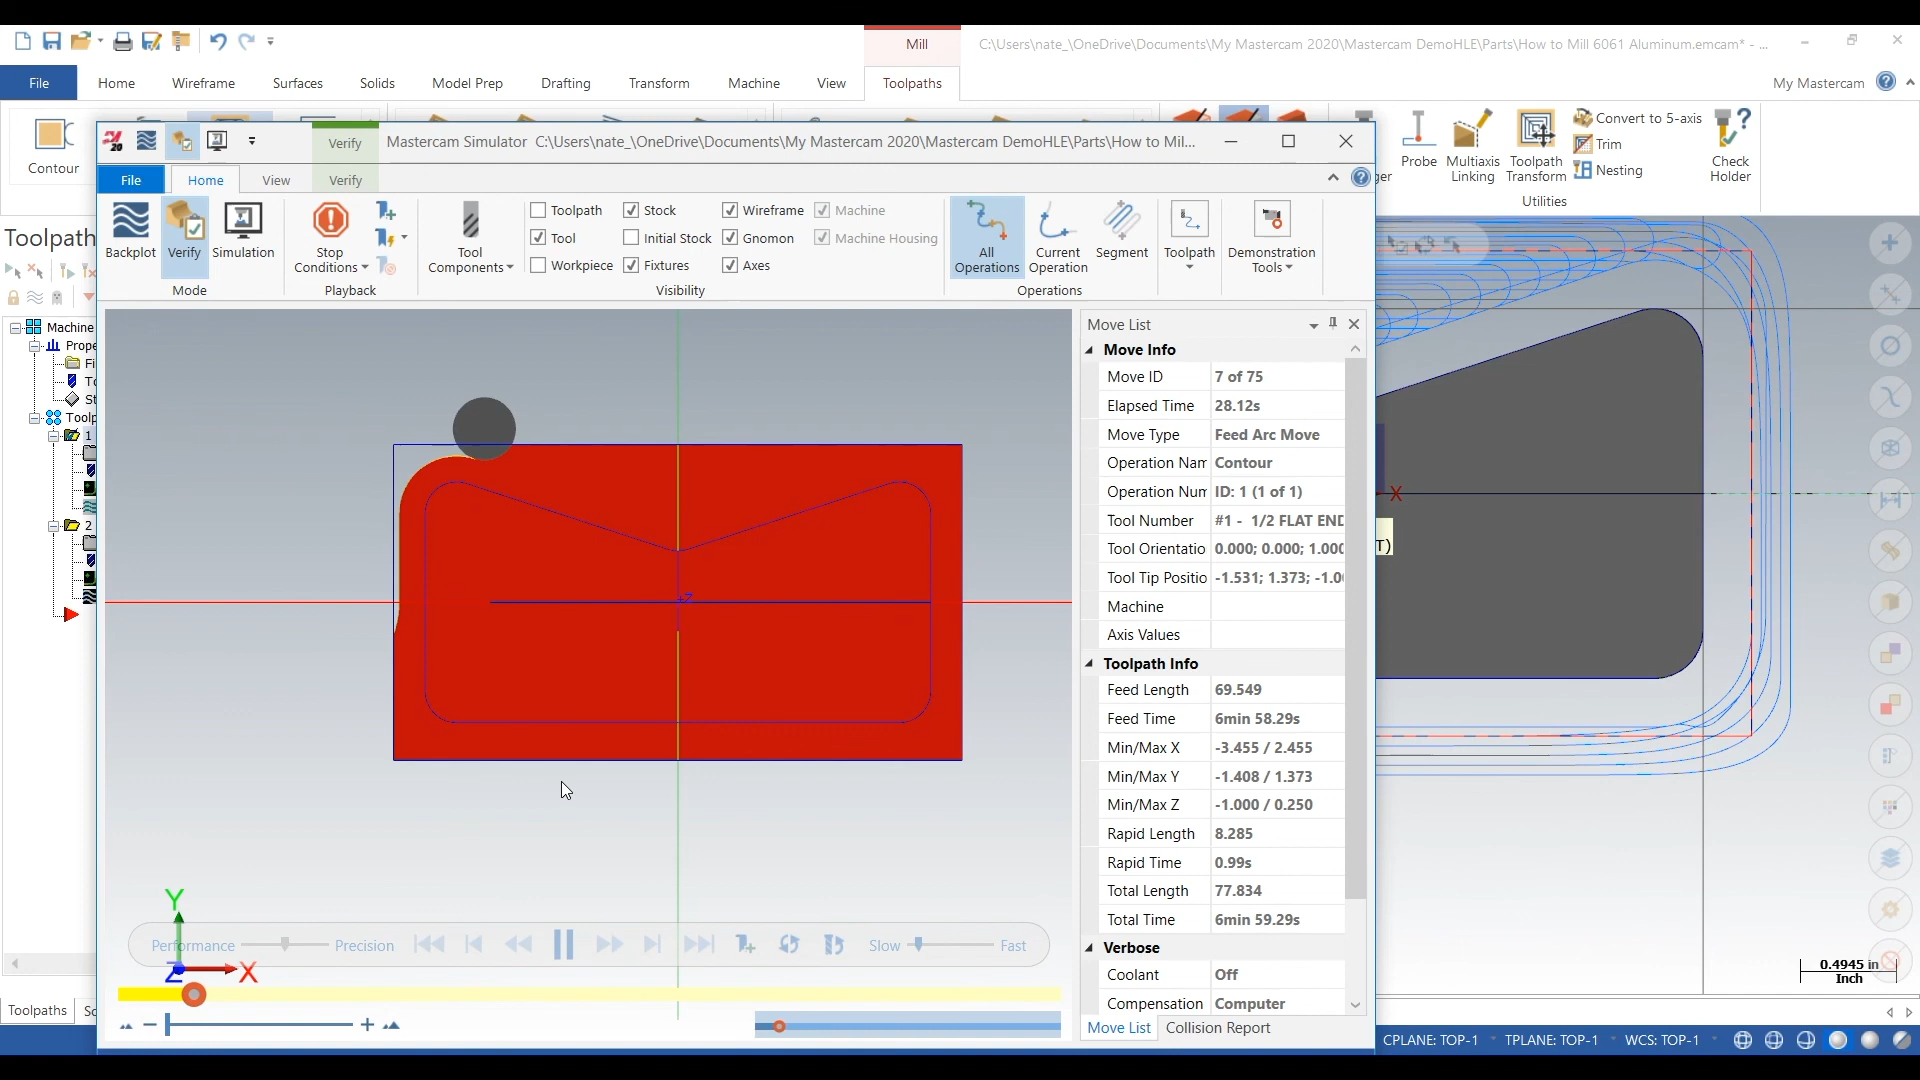 Mill
C:\Users\nate_\OneDrive\Documents\My Mastercam 2020\Mastercam DemoHLE\Parts\How to Mill 6061 Aluminum.emcam* - ...
File
Home
Wireframe
Surfaces
Solids
Model Prep
Drafting
Transform
Machine
View
Toolpaths
My Mastercam
Contour
Probe
Multiaxis
Linking
Toolpath
Transform
Convert to 5-axis
Trim
Nesting
Check
Holder
Utilities
Verify
Mastercam Simulator C:\Users\nate_\OneDrive\Documents\My Mastercam 2020\Mastercam DemoHLE\Parts\How to Mil...
File
Home
View
Verify
Backplot
Verify
Simulation
Mode
Stop
Conditions
Playback
Tool
Components
Toolpath
Stock
Wireframe
Machine
Tool
Initial Stock
Gnomon
Machine Housing
Workpiece
Fixtures
Axes
Visibility
All
Operations
Current
Operation
Segment
Operations
Toolpath
Demonstration
Tools
Toolpath
Machine
Prope
Fi
To
St
Toolp
1
2
Move List
Move Info
Move ID 7 of 75
Elapsed Time 28.12s
Move Type Feed Arc Move
Operation Nam Contour
Operation Num ID: 1 (1 of 1)
Tool Number #1 - 1/2 FLAT END
Tool Orientatio 0.000; 0.000; 1.000
Tool Tip Positio -1.531; 1.373; -1.0
Machine
Axis Values
Toolpath Info
Feed Length 69.549
Feed Time 6min 58.29s
Min/Max X -3.455 / 2.455
Min/Max Y -1.408 / 1.373
Min/Max Z -1.000 / 0.250
Rapid Length 8.285
Rapid Time 0.99s
Total Length 77.834
Total Time 6min 59.29s
Verbose
Coolant Off
Compensation Computer
Move List
Collision Report
X
T)
Z
Y
Z
X
Performance
Precision
Slow
Fast
0.4945 in
Inch
Toolpaths
CPLANE: TOP-1
TPLANE: TOP-1
WCS: TOP-1